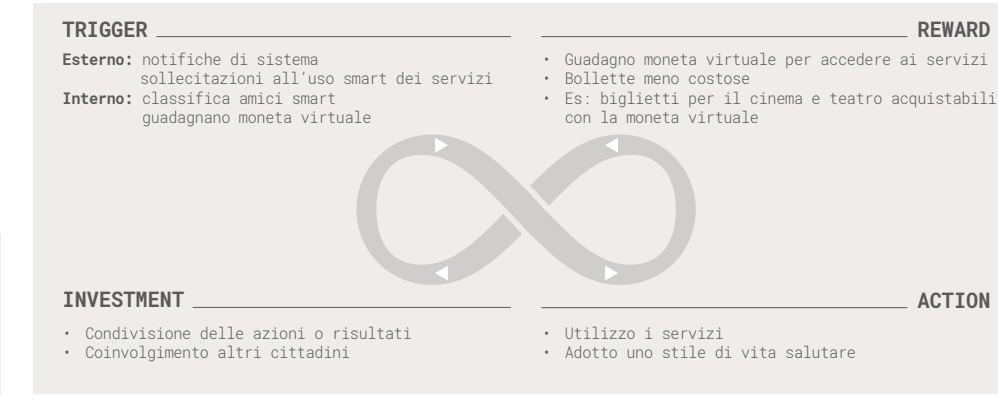 TRIGGER
Esterno: notifiche di sistema
sollecitazioni all'uso smart dei servizi
Interno: classifica amici smart
guadagnano moneta virtuale
REWARD
• Guadagno moneta virtuale per accedere ai servizi
• Bollette meno costose
• Es: biglietti per il cinema e teatro acquistabili
con la moneta virtuale
INVESTMENT
• Condivisione delle azioni o risultati
• Coinvolgimento altri cittadini
ACTION
• Utilizzo i servizi
• Adotto uno stile di vita salutare